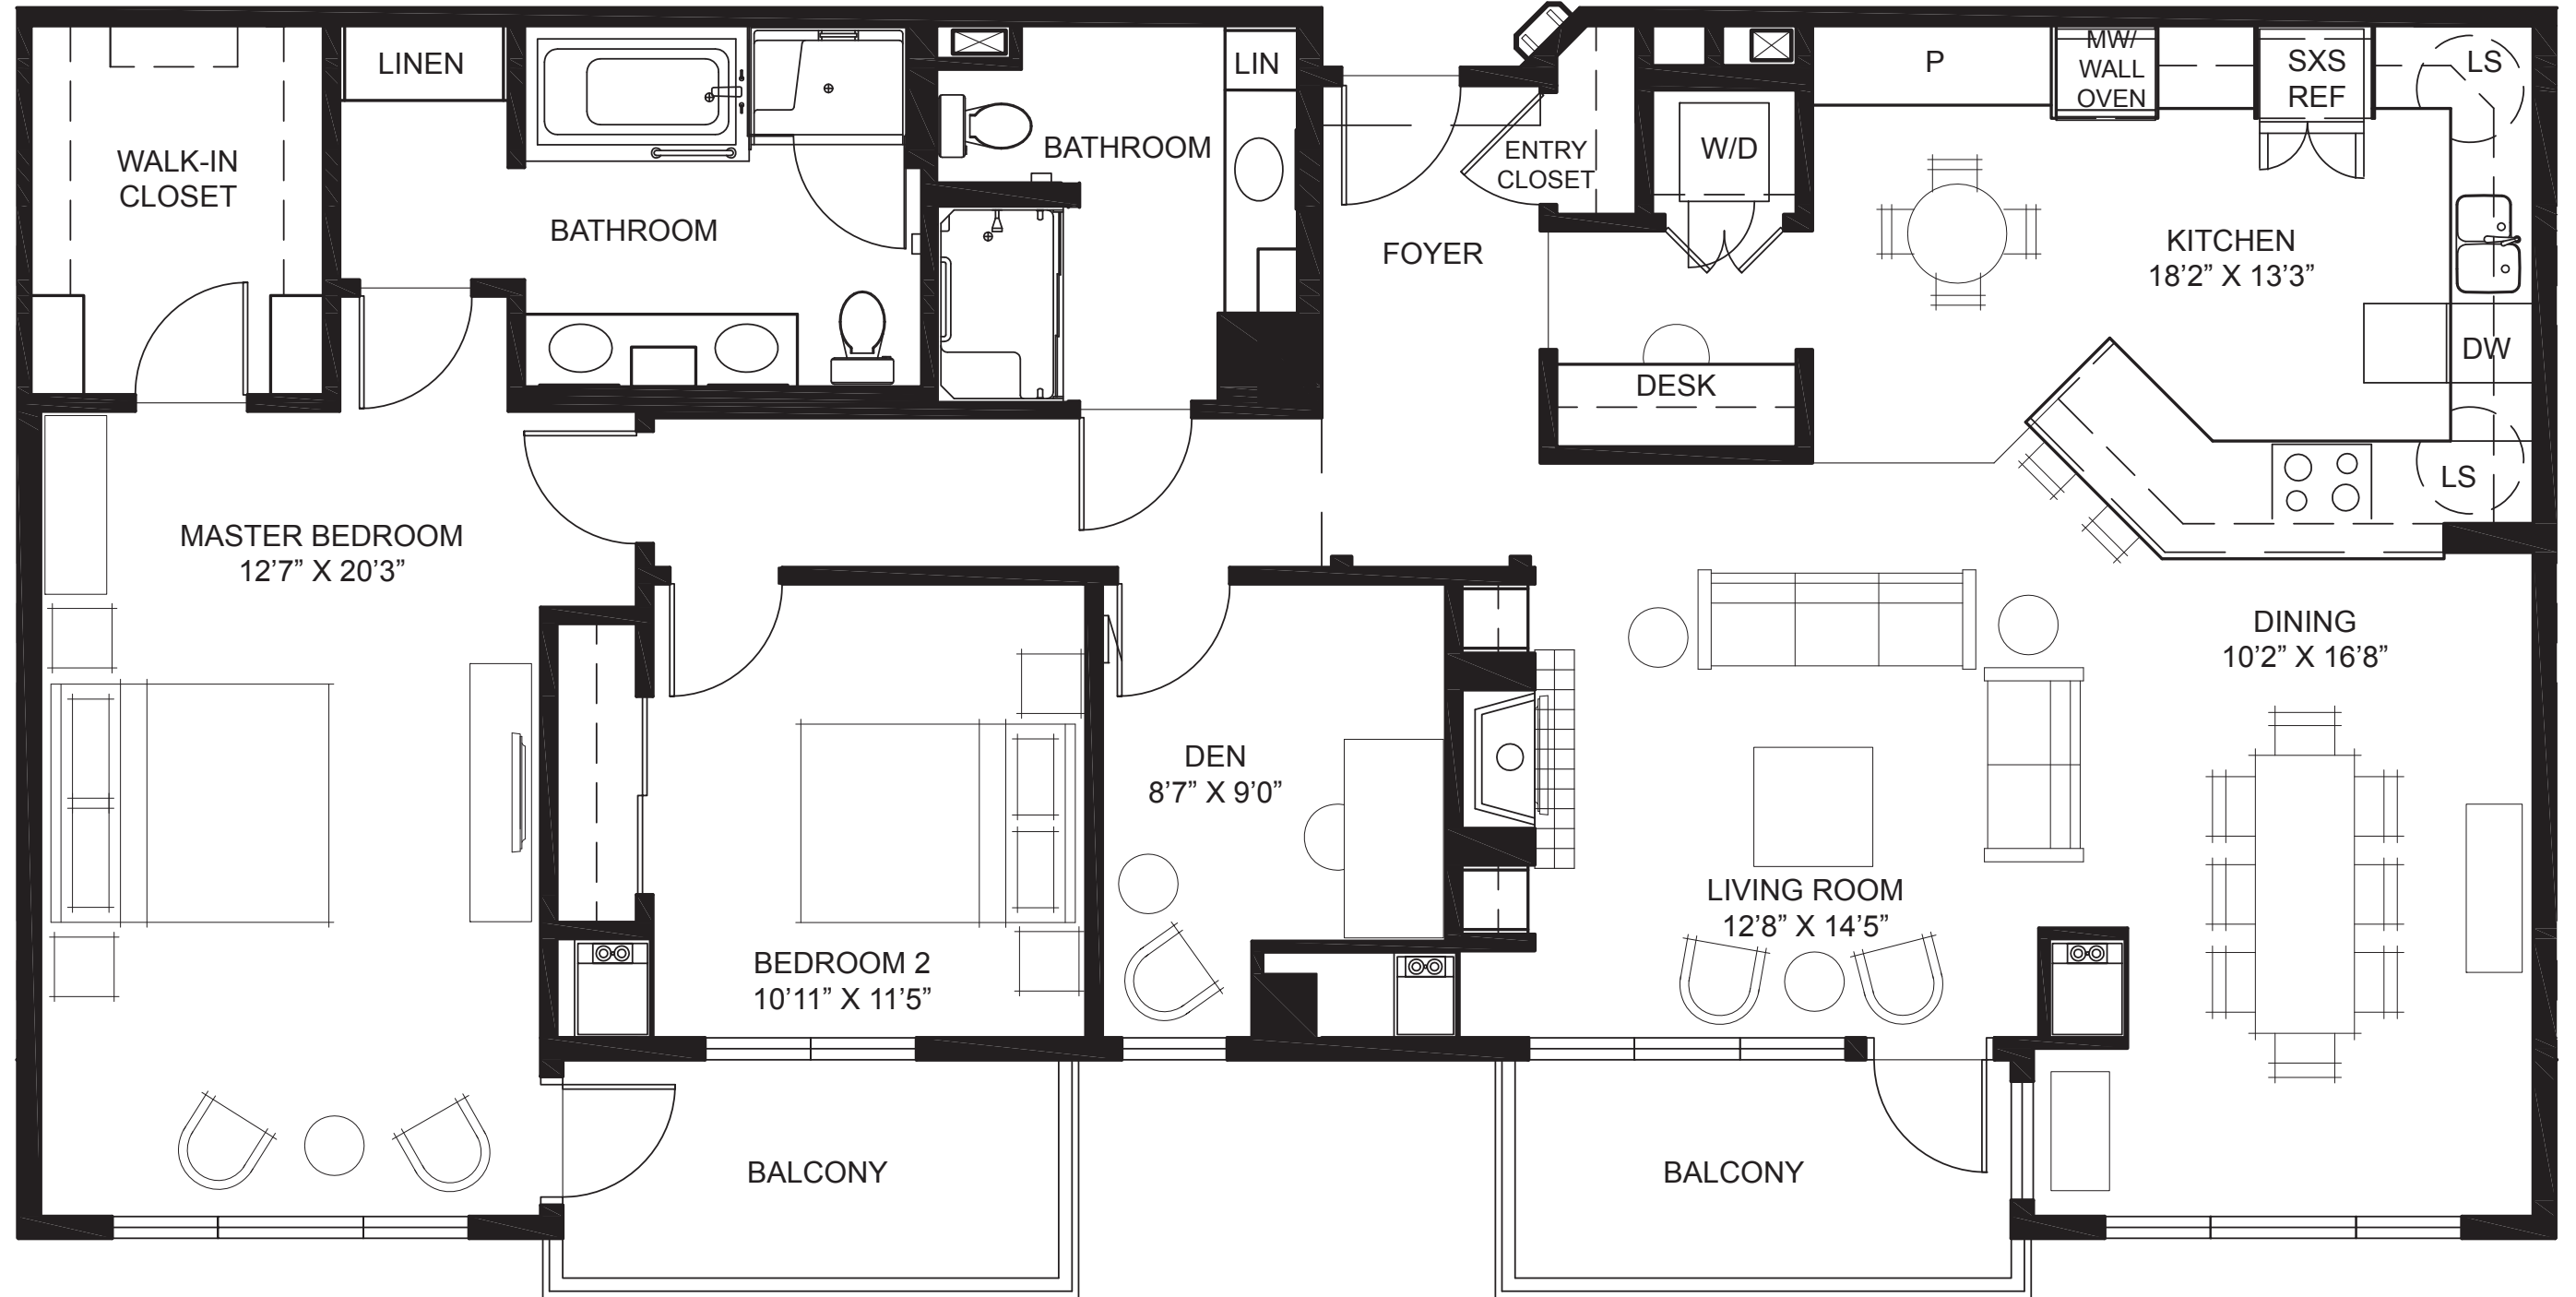 LINEN
WALK-IN
CLOSET
BATHROOM
BATHROOM
LIN
FOYER
ENTRY
CLOSET
W/D
P
MW/
WALL
OVEN
SXS
REF
LS
KITCHEN
18’2” X 13’3”
DW
DESK
LS
MASTER BEDROOM
12’7” X 20’3”
BEDROOM 2
10’11” X 11’5”
DEN
8’7” X 9’0”
LIVING ROOM
12’8” X 14’5”
DINING
10’2” X 16’8”
BALCONY
BALCONY